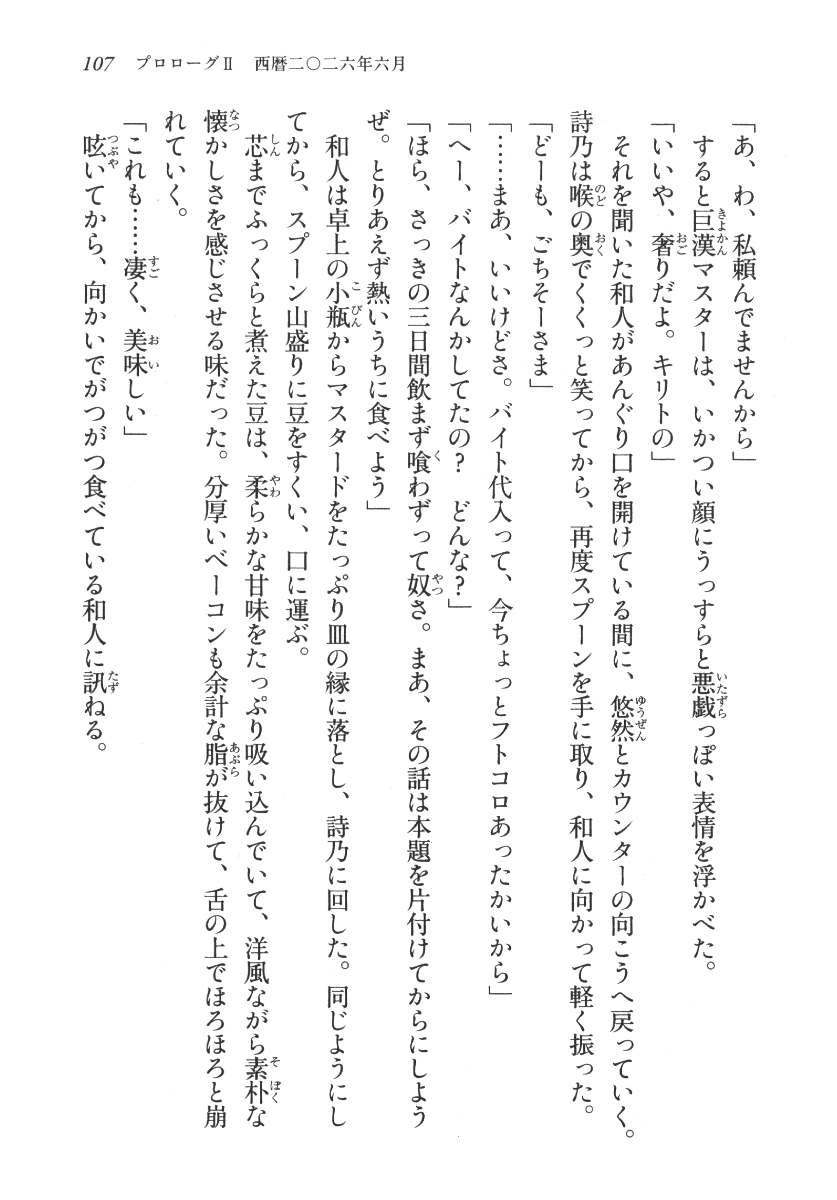 107 プロローグⅡ 西暦二〇二六年六月
「あ、わ、私頼んでませんから」
すると巨漢マスターは、いかつい顔にうっすらと悪戯っぽい表情を浮かべた。
「いいや、奢りだよ。キリトの」
それを聞いた和人があんぐり口を開けている間に、悠然とカウンターの向こうへ戻っていく。
詩乃は喉の奥でくくっと笑ってから、再度スプーンを手に取り、和人に向かって軽く振った。
「どーも、ごちそーさま」
「……まあ、いいけどさ。バイト代入って、今ちょっとフトコロあったかいから」
「へー、バイトなんかしてたの？　どんな？」
「ほら、さっきの三日間飲まず喰わずって奴さ。まあ、その話は本題を片付けてからにしよう
ぜ。とりあえず熱いうちに食べよう」
和人は卓上の小瓶からマスタードをたっぷり皿の縁に落とし、詩乃に回した。同じようにし
てから、スプーン山盛りに豆をすくい、口に運ぶ。
芯までふっくらと煮えた豆は、柔らかな甘味をたっぷり吸い込んでいて、洋風ながら素朴な
懐かしさを感じさせる味だった。分厚いベーコンも余計な脂が抜けて、舌の上でほろほろと崩
れていく。
「これも……凄く、美味しい」
呟いてから、向かいでがつがつ食べている和人に訊ねる。